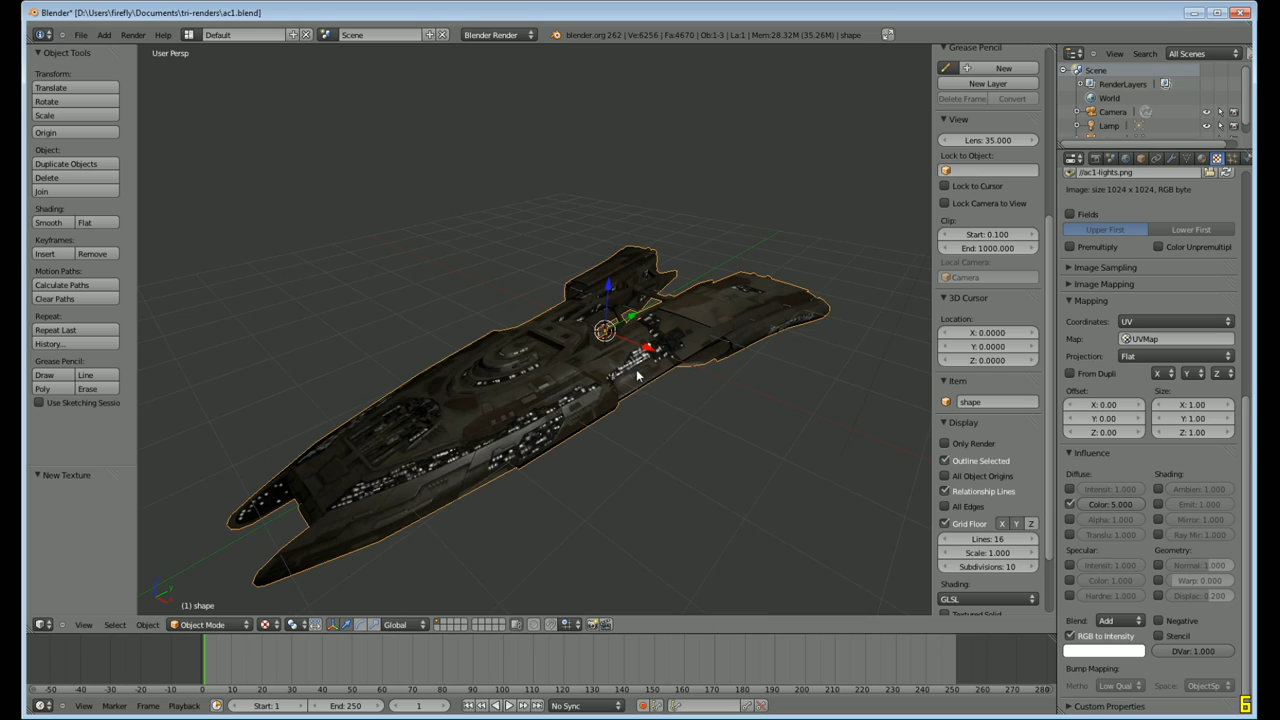 Blender* [D:\Users\firefly\Documents\tri-renders\ac1.blend]
File Add Render Help Default Scene Blender Render blender.org 262 | Ve:6256 | Fa:4670 | Ob:1-3 | La:1 | Mem:28.32M (35.26M) | shape
Object Tools
Transform:
Translate
Rotate
Scale
Origin
Object:
Duplicate Objects
Delete
Join
Shading:
Smooth Flat
Keyframes:
Insert Remove
Motion Paths:
Calculate Paths
Clear Paths
Repeat:
Repeat Last
History...
Grease Pencil:
Draw Line
Poly Erase
Use Sketching Sessio
New Texture
User Persp
(1) shape
Grease Pencil
New
New Layer
Delete Frame Convert
View
Lens: 35.000
Lock to Object:
Lock to Cursor
Lock Camera to View
Clip:
Start: 0.100
End: 1000.000
Local Camera:
Camera
3D Cursor
Location:
X: 0.0000
Y: 0.0000
Z: 0.0000
Item
shape
Display
Only Render
Outline Selected
All Object Origins
Relationship Lines
All Edges
Grid Floor X Y Z
Lines: 16
Scale: 1.000
Subdivisions: 10
Shading:
GLSL
Textured Solid
View Search All Scenes
Scene
RenderLayers
World
Camera
Lamp
//ac1-lights.png
Image: size 1024 x 1024, RGB byte
Fields
Upper First Lower First
Premultiply Color Unpremultipl
Image Sampling
Image Mapping
Mapping
Coordinates: UV
Map: UVMap
Projection: Flat
From Dupli X Y Z
Offset: Size:
X: 0.00 X: 1.00
Y: 0.00 Y: 1.00
Z: 0.00 Z: 1.00
Influence
Diffuse: Shading:
Intensit: 1.000 Ambien: 1.000
Color: 5.000 Emit: 1.000
Alpha: 1.000 Mirror: 1.000
Translu: 1.000 Ray Mir: 1.000
Specular: Geometry:
Intensit: 1.000 Normal: 1.000
Color: 1.000 Warp: 0.000
Hardne: 1.000 Displac: 0.200
Blend: Add Negative
RGB to Intensity Stencil
DVar: 1.000
Bump Mapping:
Metho Low Qual Space: ObjectSp
Custom Properties
View Select Object Object Mode Global
-50 -40 -30 -20 -10 0 10 20 30 40 50 60 70 80 90 100 110 120 130 140 150 160 170 180 190 200 210 220 230 240 250 260 270 280
View Marker Frame Playback Start: 1 End: 250 1 No Sync
6